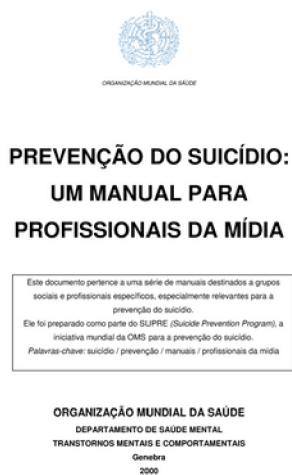 ORGANIZAÇÃO MUNDIAL DA SAÚDE
PREVENÇÃO DO SUICÍDIO:
UM MANUAL PARA
PROFISSIONAIS DA MÍDIA
Este documento pertence a uma série de manuais destinados a grupos
sociais e profissionais específicos, especialmente relevantes para a
prevenção do suicídio.
Ele foi preparado como parte do SUPRE (Suicide Prevention Program), a
iniciativa mundial da OMS para a prevenção do suicídio.
Palavras-chave: suicídio / prevenção / manuais / profissionais da mídia
ORGANIZAÇÃO MUNDIAL DA SAÚDE
DEPARTAMENTO DE SAÚDE MENTAL
TRANSTORNOS MENTAIS E COMPORTAMENTAIS
Genebra
2000